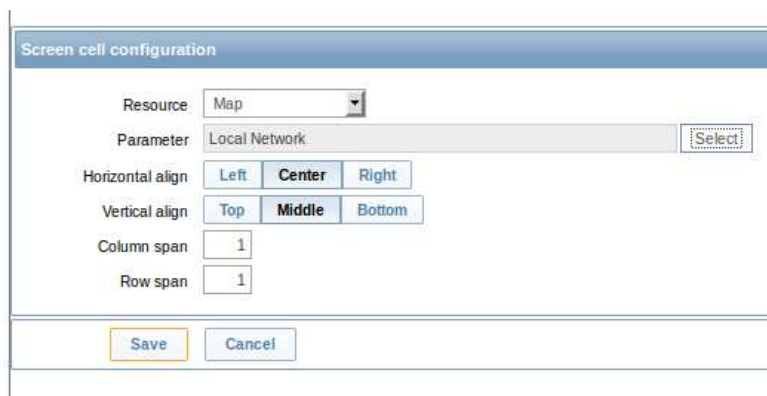 Screen cell configuration
Resource Map
Parameter Local Network Select
Horizontal align Left Center Right
Vertical align Top Middle Bottom
Column span 1
Row span 1
Save Cancel